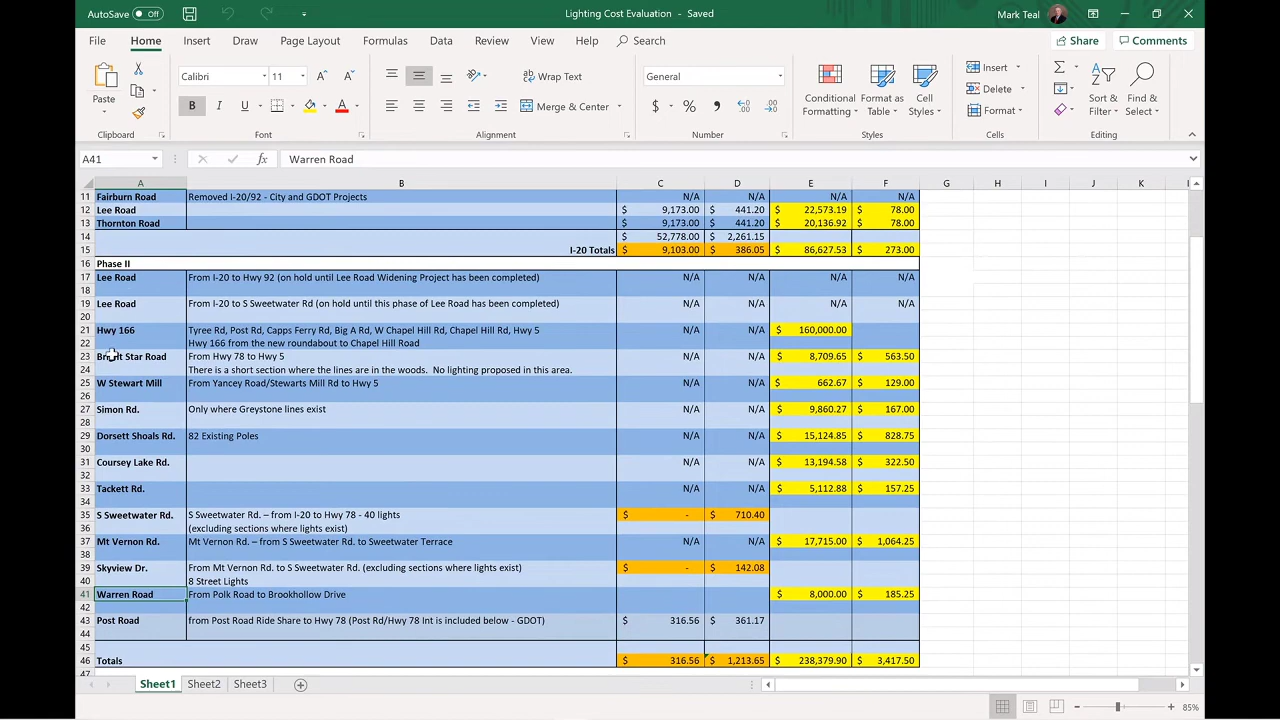 AutoSave Off Lighting Cost Evaluation - Saved Mark Teal
File Home Insert Draw Page Layout Formulas Data Review View Help Search Share Comments
Paste Calibri 11 Wrap Text General Conditional Formatting Format as Table Cell Styles Insert Sort & Filter Find & Select
B I U Merge & Center $ % Delete
Format
Clipboard Font Alignment Number Styles Cells Editing
A41 fx Warren Road
A B C D E F G H I J K
11 Fairburn Road Removed I-20/92 - City and GDOT Projects N/A N/A N/A N/A
12 Lee Road $ 9,173.00 $ 441.20 $ 22,573.19 $ 78.00
13 Thornton Road $ 9,173.00 $ 441.20 $ 20,136.92 $ 78.00
14 $ 52,778.00 $ 2,261.15
15 I-20 Totals $ 9,103.00 $ 386.05 $ 86,627.53 $ 273.00
16 Phase II
17 Lee Road From I-20 to Hwy 92 (on hold until Lee Road Widening Project has been completed) N/A N/A N/A N/A
18
19 Lee Road From I-20 to S Sweetwater Rd (on hold until this phase of Lee Road has been completed) N/A N/A N/A N/A
20
21 Hwy 166 Tyree Rd, Post Rd, Capps Ferry Rd, Big A Rd, W Chapel Hill Rd, Chapel Hill Rd, Hwy 5 N/A N/A $ 160,000.00
22 Hwy 166 from the new roundabout to Chapel Hill Road
23 Bright Star Road From Hwy 78 to Hwy 5 N/A N/A $ 8,709.65 $ 563.50
24 There is a short section where the lines are in the woods. No lighting proposed in this area.
25 W Stewart Mill From Yancey Road/Stewarts Mill Rd to Hwy 5 N/A N/A $ 662.67 $ 129.00
26
27 Simon Rd. Only where Greystone lines exist N/A N/A $ 9,860.27 $ 167.00
28
29 Dorsett Shoals Rd. 82 Existing Poles N/A N/A $ 15,124.85 $ 828.75
30
31 Coursey Lake Rd. N/A N/A $ 13,194.58 $ 322.50
32
33 Tackett Rd. N/A N/A $ 5,112.88 $ 157.25
34
35 S Sweetwater Rd. S Sweetwater Rd. – from I-20 to Hwy 78 - 40 lights $ - $ 710.40
36 (excluding sections where lights exist)
37 Mt Vernon Rd. Mt Vernon Rd. – from S Sweetwater Rd. to Sweetwater Terrace N/A N/A $ 17,715.00 $ 1,064.25
38
39 Skyview Dr. From Mt Vernon Rd. to S Sweetwater Rd. (excluding sections where lights exist) $ - $ 142.08
40 8 Street Lights
41 Warren Road From Polk Road to Brookhollow Drive $ 8,000.00 $ 185.25
42
43 Post Road from Post Road Ride Share to Hwy 78 (Post Rd/Hwy 78 Int is included below - GDOT) $ 316.56 $ 361.17
44
45
46 Totals $ 316.56 $ 1,213.65 $ 238,379.90 $ 3,417.50
Sheet1 Sheet2 Sheet3
85%